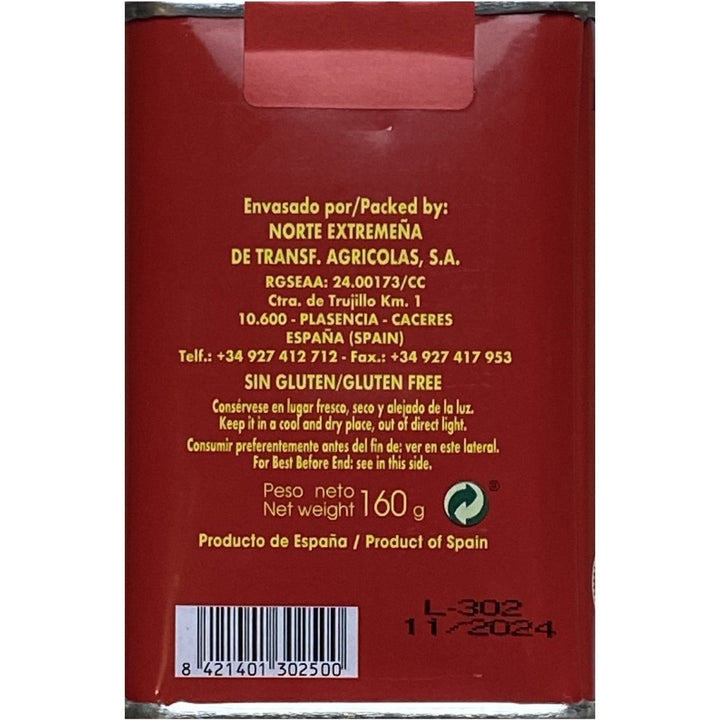 Envasado por/Packed by:
NORTE EXTREMEÑA
DE TRANSF. AGRICOLAS, S.A.
RGSEAA: 24.00173/CC
Ctra. de Trujillo Km. 1
10.600 - PLASENCIA - CACERES
ESPAÑA (SPAIN)
Telf.: +34 927 412 712 - Fax.: +34 927 417 953
SIN GLUTEN/GLUTEN FREE
Consérvese en lugar fresco, seco y alejado de la luz.
Keep it in a cool and dry place, out of direct light.
Consumir preferentemente antes del fin de: ver en este lateral.
For Best Before End: see in this side.
Peso neto
Net weight 160 g
®
Producto de España / Product of Spain
L-302
11/2024
8 421401 302500